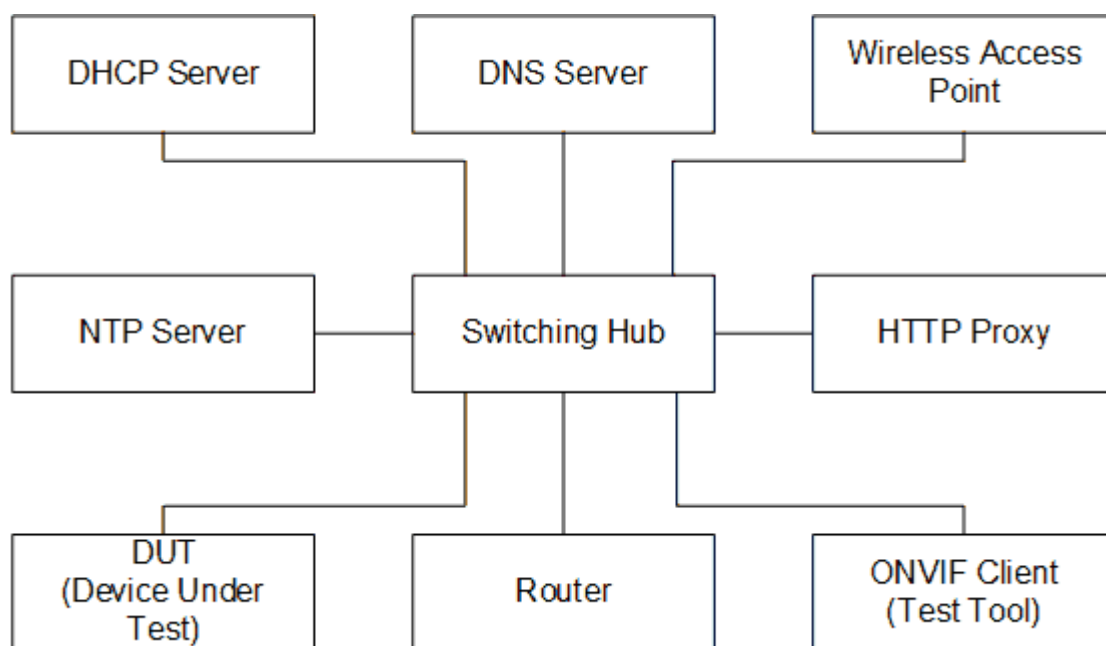 DHCP Server
DNS Server
Wireless Access
Point
NTP Server
Switching Hub
HTTP Proxy
DUT
(Device Under
Test)
Router
ONVIF Client
(Test Tool)